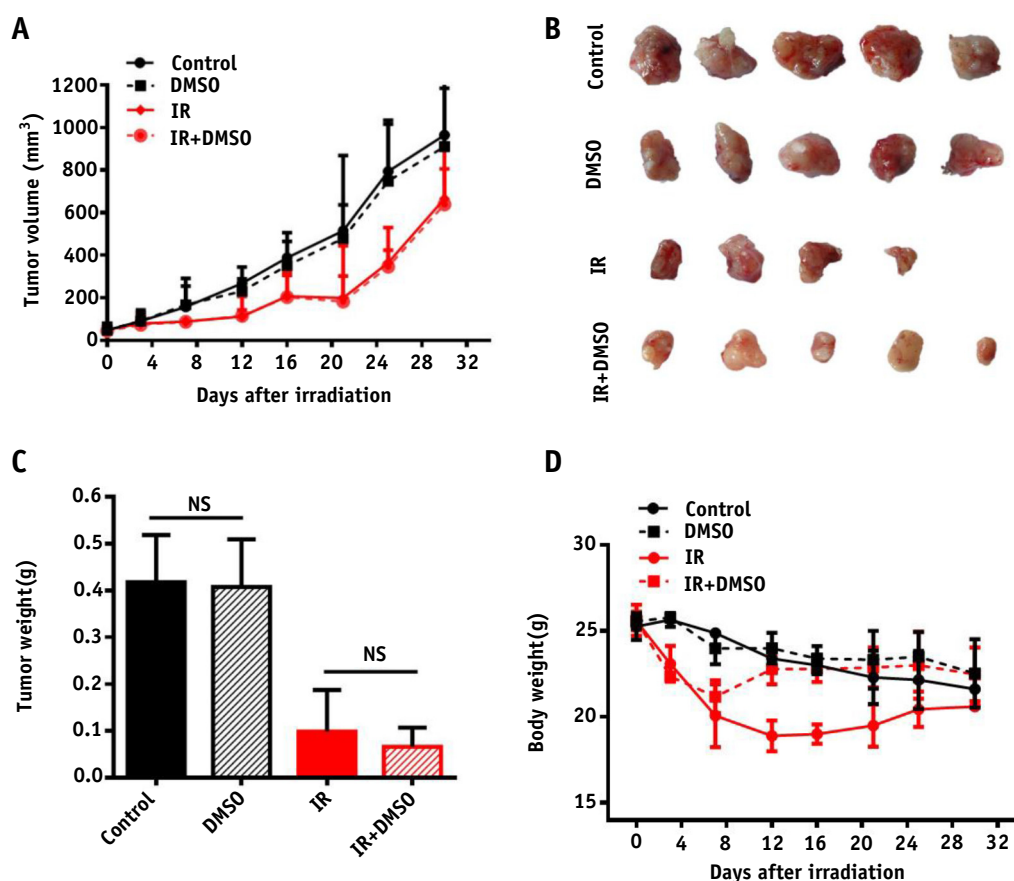 A
Control
DMSO
IR
IR+DMSO
1200
1000
800
600
400
200
0
Tumor volume (mm³)
0 4 8 12 16 20 24 28 32
Days after irradiation
B
Control
DMSO
IR
IR+DMSO
C
NS
NS
0.6
0.5
0.4
0.3
0.2
0.1
0.0
Tumor weight(g)
Control
DMSO
IR
IR+DMSO
D
Control
DMSO
IR
IR+DMSO
30
25
20
15
Body weight(g)
0 4 8 12 16 20 24 28 32
Days after irradiation